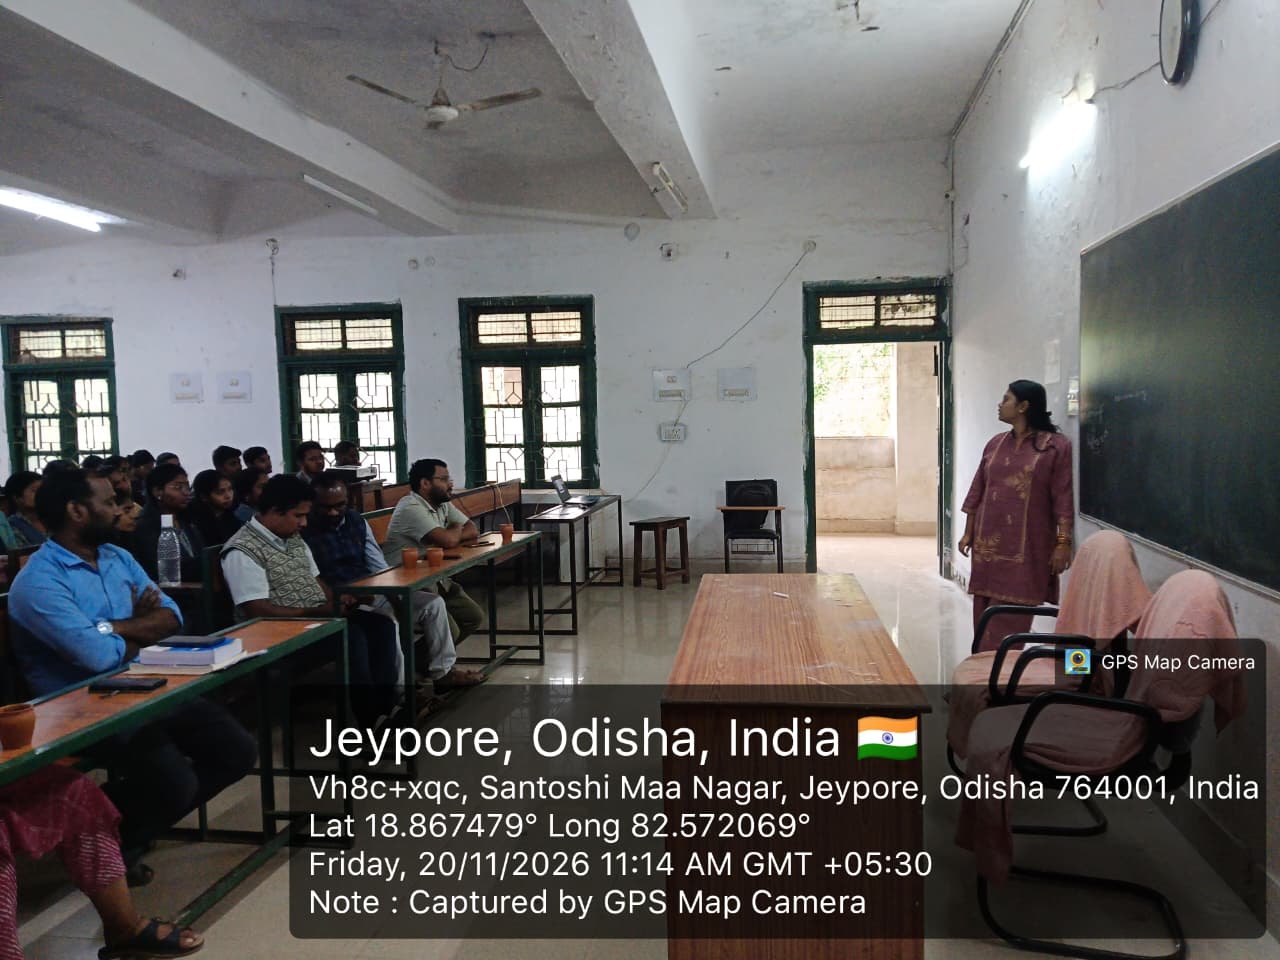 GPS Map Camera
Jeypore, Odisha, India
Vh8c+xqc, Santoshi Maa Nagar, Jeypore, Odisha 764001, India
Lat 18.867479° Long 82.572069°
Friday, 20/11/2026 11:14 AM GMT +05:30
Note : Captured by GPS Map Camera